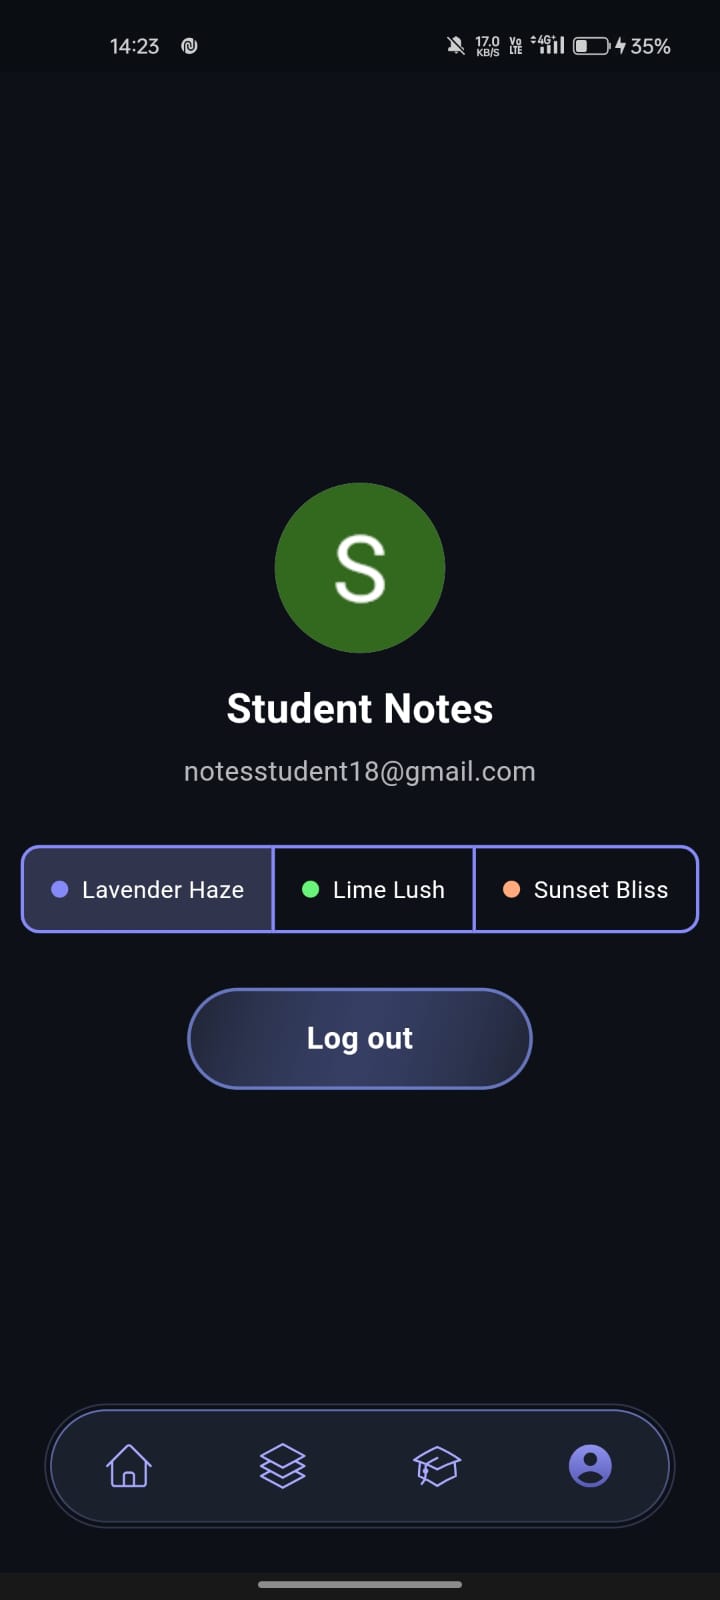 14:23 17.0 KB/S Vo LTE 4G+ 35%
S
Student Notes
notesstudent18@gmail.com
Lavender Haze Lime Lush Sunset Bliss
Log out